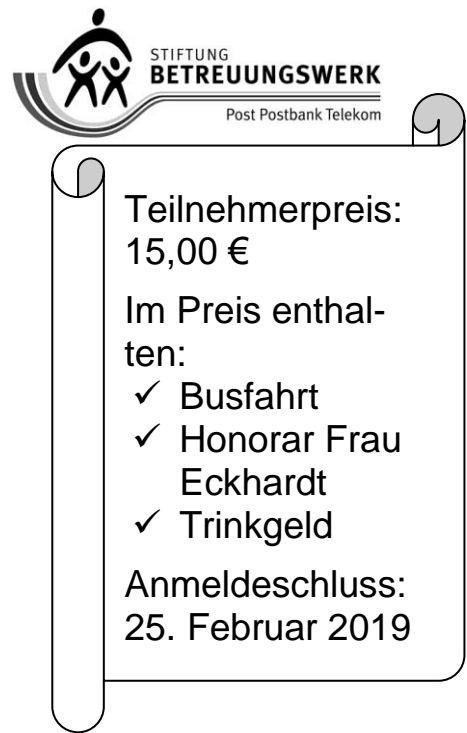 STIFTUNG
BETREUUNGSWERK
Post Postbank Telekom
Teilnehmerpreis:
15,00 €
Im Preis enthal-
ten:
✓ Busfahrt
✓ Honorar Frau
Eckhardt
✓ Trinkgeld
Anmeldeschluss:
25. Februar 2019